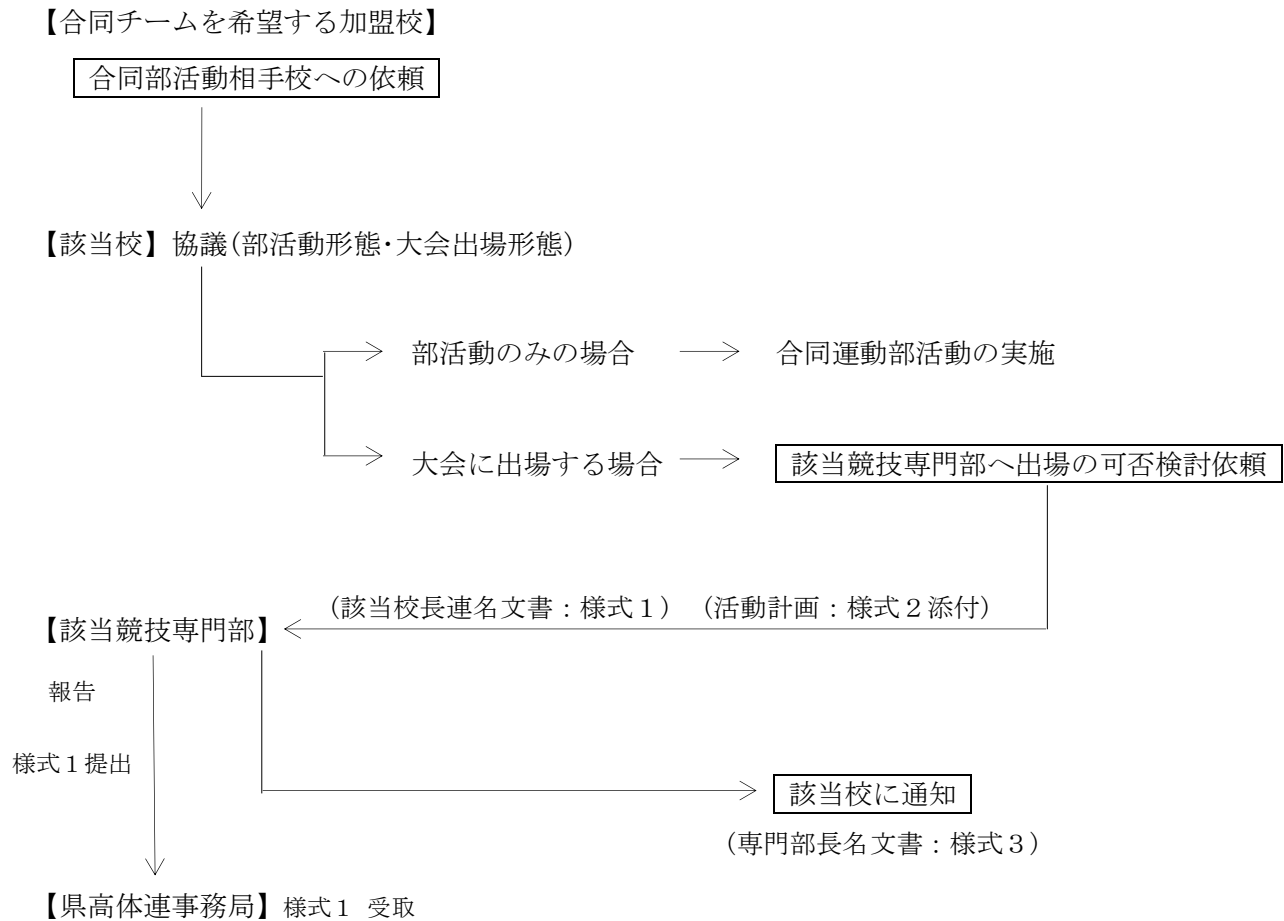 【合同チームを希望する加盟校】
合同部活動相手校への依頼
【該当校】協議(部活動形態・大会出場形態)
部活動のみの場合
合同運動部活動の実施
大会に出場する場合
該当競技専門部へ出場の可否検討依頼
(該当校長連名文書:様式1) (活動計画:様式2添付)
【該当競技専門部】
報告
様式1提出
該当校に通知
(専門部長名文書:様式3)
【県高体連事務局】様式1 受取